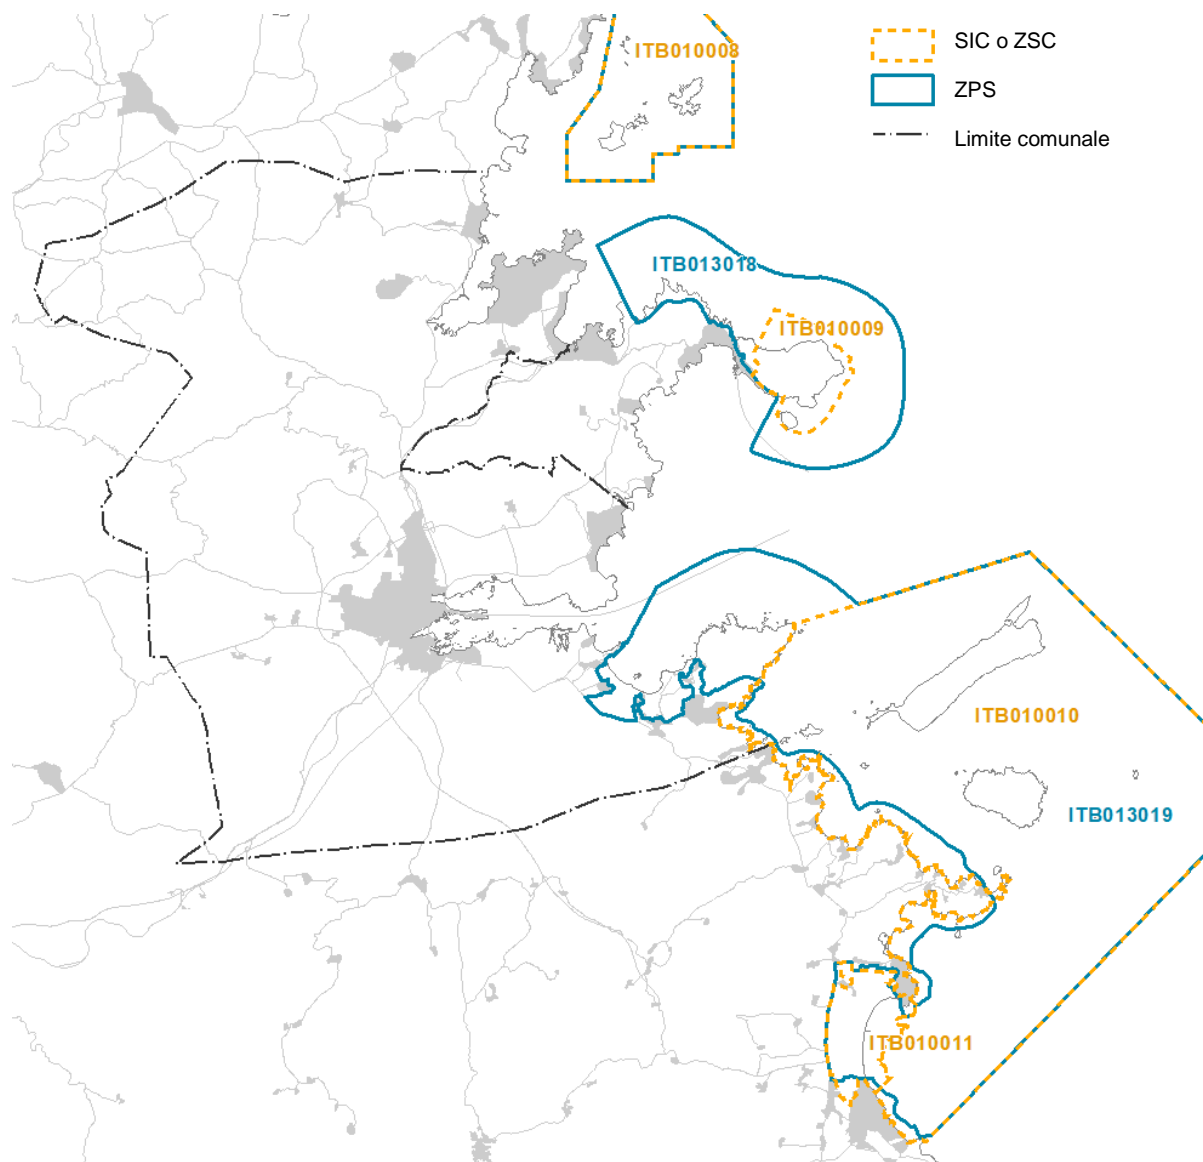 SIC o ZSC
ITB010008
ZPS
Limite comunale
ITB013018
ITB010009
ITB010010
ITB013019
ITB010011